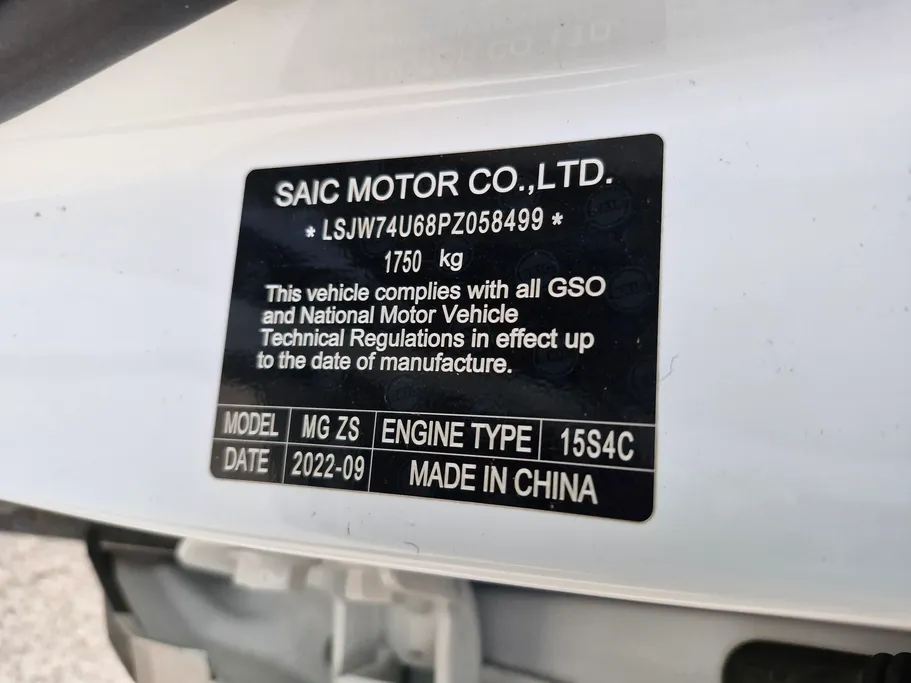 SAIC MOTOR CO.,LTD.
* LSJW74U68PZ058499 *
1750 kg
This vehicle complies with all GSO
and National Motor Vehicle
Technical Regulations in effect up
to the date of manufacture.
MODEL MG ZS ENGINE TYPE 15S4C
DATE 2022-09 MADE IN CHINA